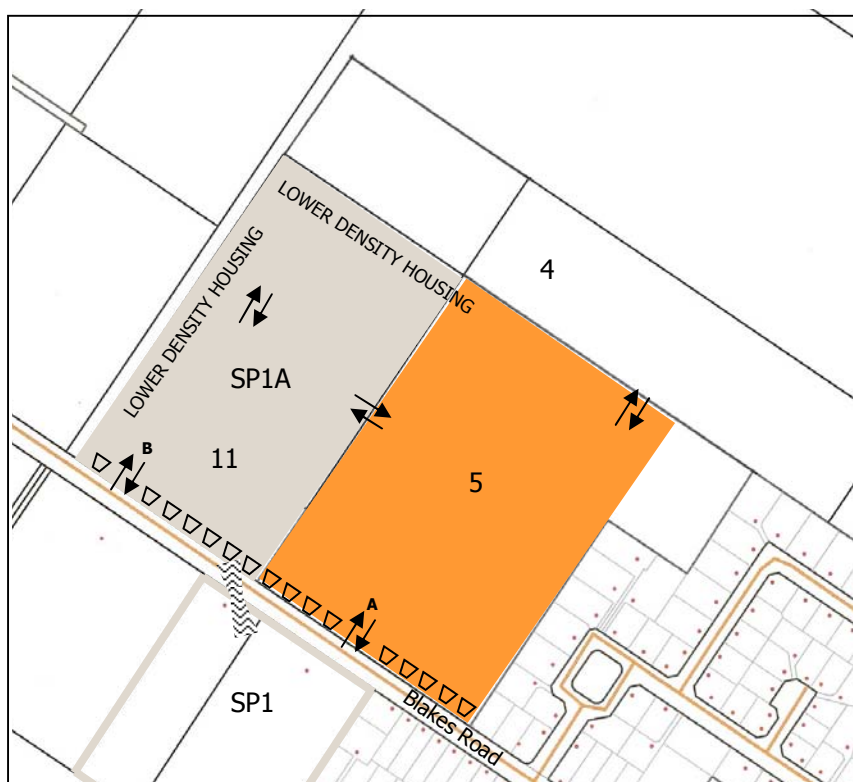 LOWER DENSITY HOUSING
LOWER DENSITY HOUSING
4
SP1A
B
11
5
A
SP1
Blakes Road